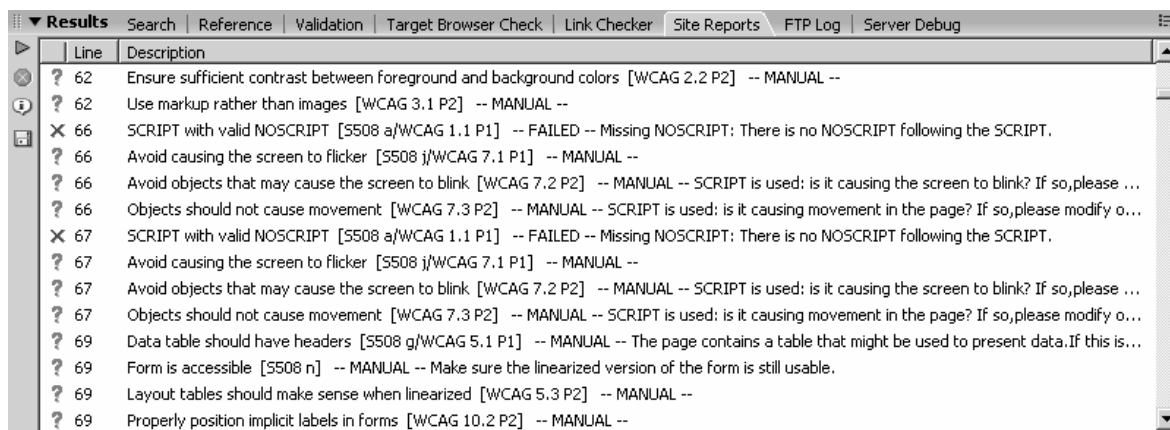 Results Search | Reference | Validation | Target Browser Check | Link Checker | Site Reports | FTP Log | Server Debug
Line Description
? 62 Ensure sufficient contrast between foreground and background colors [WCAG 2.2 P2] -- MANUAL --
? 62 Use markup rather than images [WCAG 3.1 P2] -- MANUAL --
X 66 SCRIPT with valid NOSCRIPT [S508 a/WCAG 1.1 P1] -- FAILED -- Missing NOSCRIPT: There is no NOSCRIPT following the SCRIPT.
? 66 Avoid causing the screen to flicker [S508 j/WCAG 7.1 P1] -- MANUAL --
? 66 Avoid objects that may cause the screen to blink [WCAG 7.2 P2] -- MANUAL -- SCRIPT is used: is it causing the screen to blink? If so,please ...
? 66 Objects should not cause movement [WCAG 7.3 P2] -- MANUAL -- SCRIPT is used: is it causing movement in the page? If so,please modify o...
X 67 SCRIPT with valid NOSCRIPT [S508 a/WCAG 1.1 P1] -- FAILED -- Missing NOSCRIPT: There is no NOSCRIPT following the SCRIPT.
? 67 Avoid causing the screen to flicker [S508 j/WCAG 7.1 P1] -- MANUAL --
? 67 Avoid objects that may cause the screen to blink [WCAG 7.2 P2] -- MANUAL -- SCRIPT is used: is it causing the screen to blink? If so,please ...
? 67 Objects should not cause movement [WCAG 7.3 P2] -- MANUAL -- SCRIPT is used: is it causing movement in the page? If so,please modify o...
? 69 Data table should have headers [S508 g/WCAG 5.1 P1] -- MANUAL -- The page contains a table that might be used to present data.If this is...
? 69 Form is accessible [S508 n] -- MANUAL -- Make sure the linearized version of the form is still usable.
? 69 Layout tables should make sense when linearized [WCAG 5.3 P2] -- MANUAL --
? 69 Properly position implicit labels in forms [WCAG 10.2 P2] -- MANUAL --